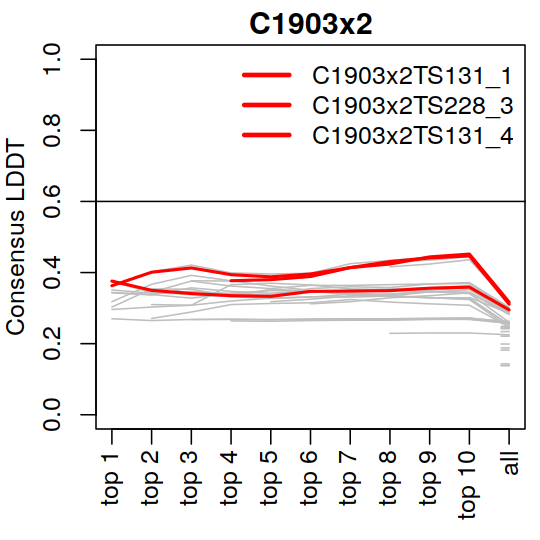 C1903x2
C1903x2TS131_1
C1903x2TS228_3
C1903x2TS131_4
Consensus LDDT
1.0
0.8
0.6
0.4
0.2
0.0
top 1
top 2
top 3
top 4
top 5
top 6
top 7
top 8
top 9
top 10
all